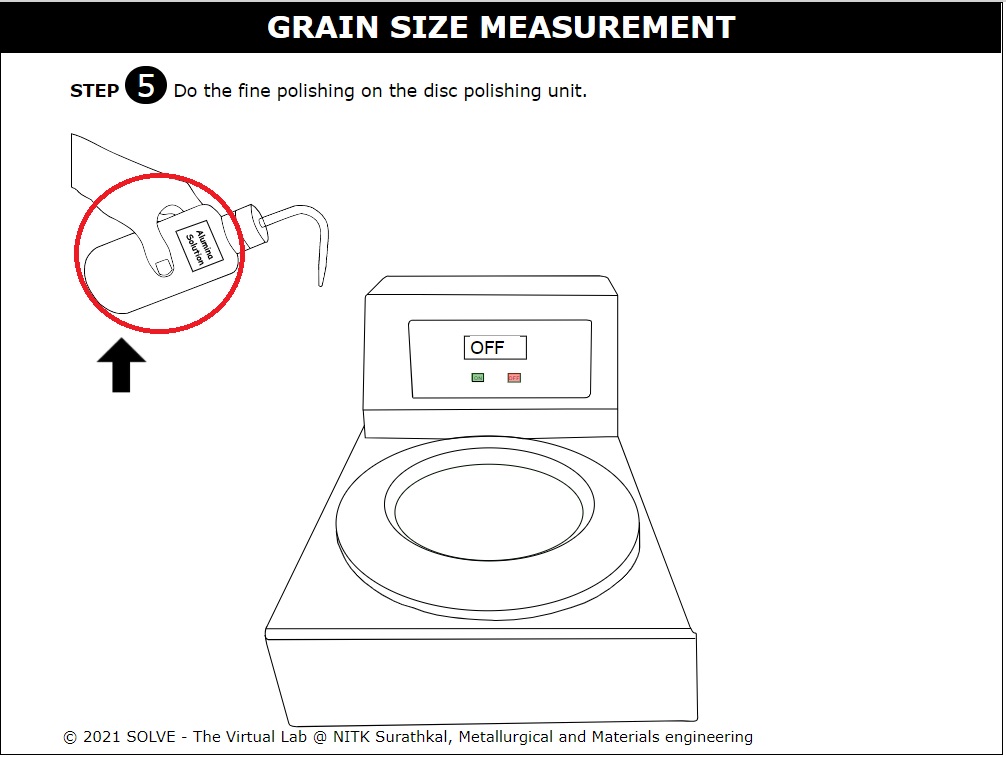 GRAIN SIZE MEASUREMENT
STEP 5 Do the fine polishing on the disc polishing unit.
Alumina
Solution
OFF
ON OFF
© 2021 SOLVE - The Virtual Lab @ NITK Surathkal, Metallurgical and Materials engineering